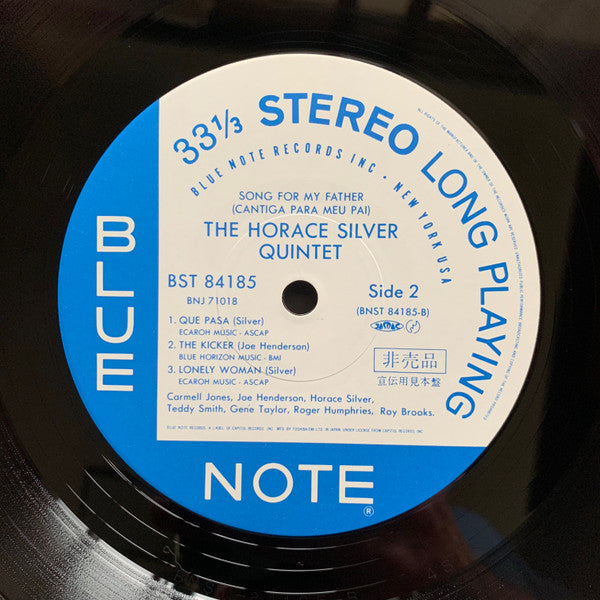 33⅓ STEREO LONG PLAYING
BLUE NOTE RECORDS INC • NEW YORK USA
SONG FOR MY FATHER
(CANTIGA PARA MEU PAI)
THE HORACE SILVER
QUINTET
BST 84185
BNJ 71018
Side 2
(BNST 84185-B)
1. QUE PASA (Silver)
ECAROH MUSIC - ASCAP
2. THE KICKER (Joe Henderson)
BLUE HORIZON MUSIC - BMI
3. LONELY WOMAN (Silver)
ECAROH MUSIC - ASCAP
非売品
宣伝用見本盤
Carmell Jones, Joe Henderson, Horace Silver,
Teddy Smith, Gene Taylor, Roger Humphries, Roy Brooks.
BLUE
NOTE
®